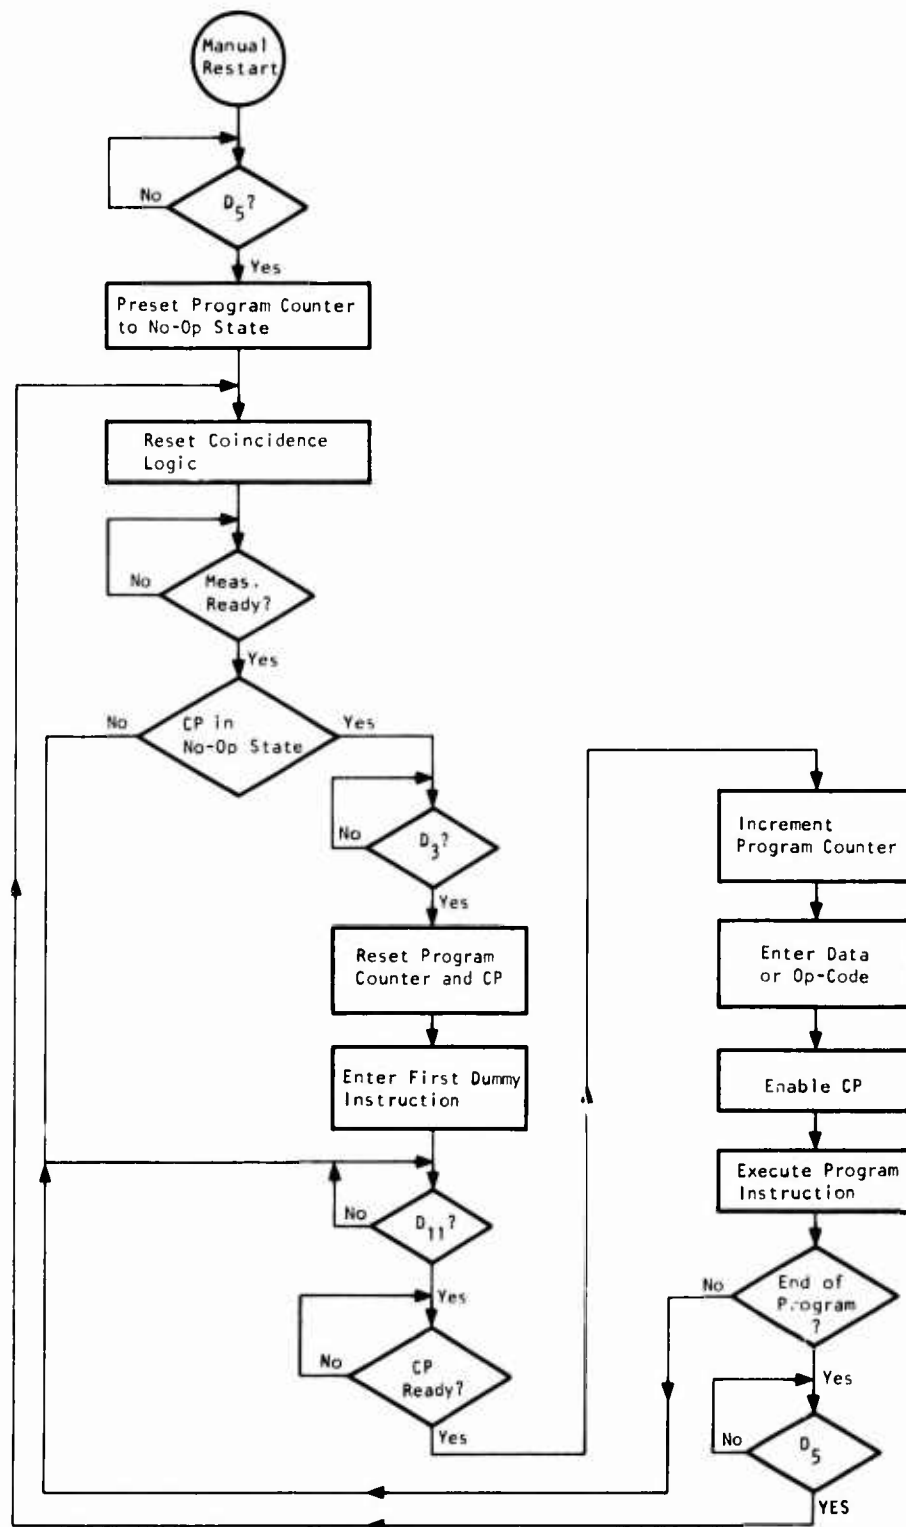 Manual
Restart
No
D5?
Yes
Preset Program Counter
to No-Op State
Reset Coincidence
Logic
No
Meas.
Ready?
Yes
No
CP in
No-Op State
Yes
No
D3?
Yes
Reset Program
Counter and CP
Enter First Dummy
Instruction
No
D11?
Yes
No
CP
Ready?
Yes
Increment
Program Counter
Enter Data
or Op-Code
Enable CP
Execute Program
Instruction
No
End of
Program
?
Yes
No
D5
YES